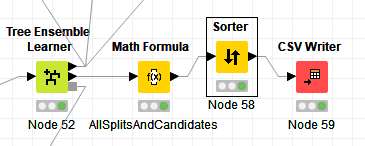 Tree Ensemble
Learner
Math Formula
Sorter
CSV Writer
f(x)
Node 52
AllSplitsAndCandidates
Node 58
Node 59